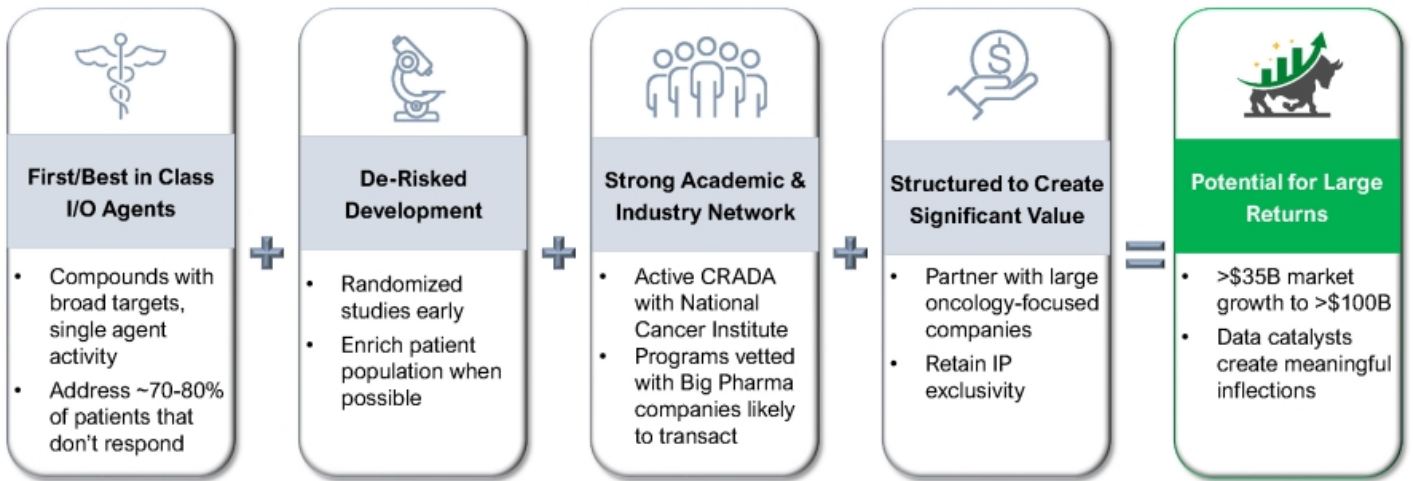 First/Best in Class
I/O Agents
• Compounds with
broad targets,
single agent
activity
• Address ~70-80%
of patients that
don't respond
+
De-Risked
Development
• Randomized
studies early
• Enrich patient
population when
possible
+
Strong Academic &
Industry Network
• Active CRADA
with National
Cancer Institute
• Programs vetted
with Big Pharma
companies likely
to transact
+
Structured to Create
Significant Value
• Partner with large
oncology-focused
companies
• Retain IP
exclusivity
=
$
Potential for Large
Returns
• >$35B market
growth to >$100B
• Data catalysts
create meaningful
inflections